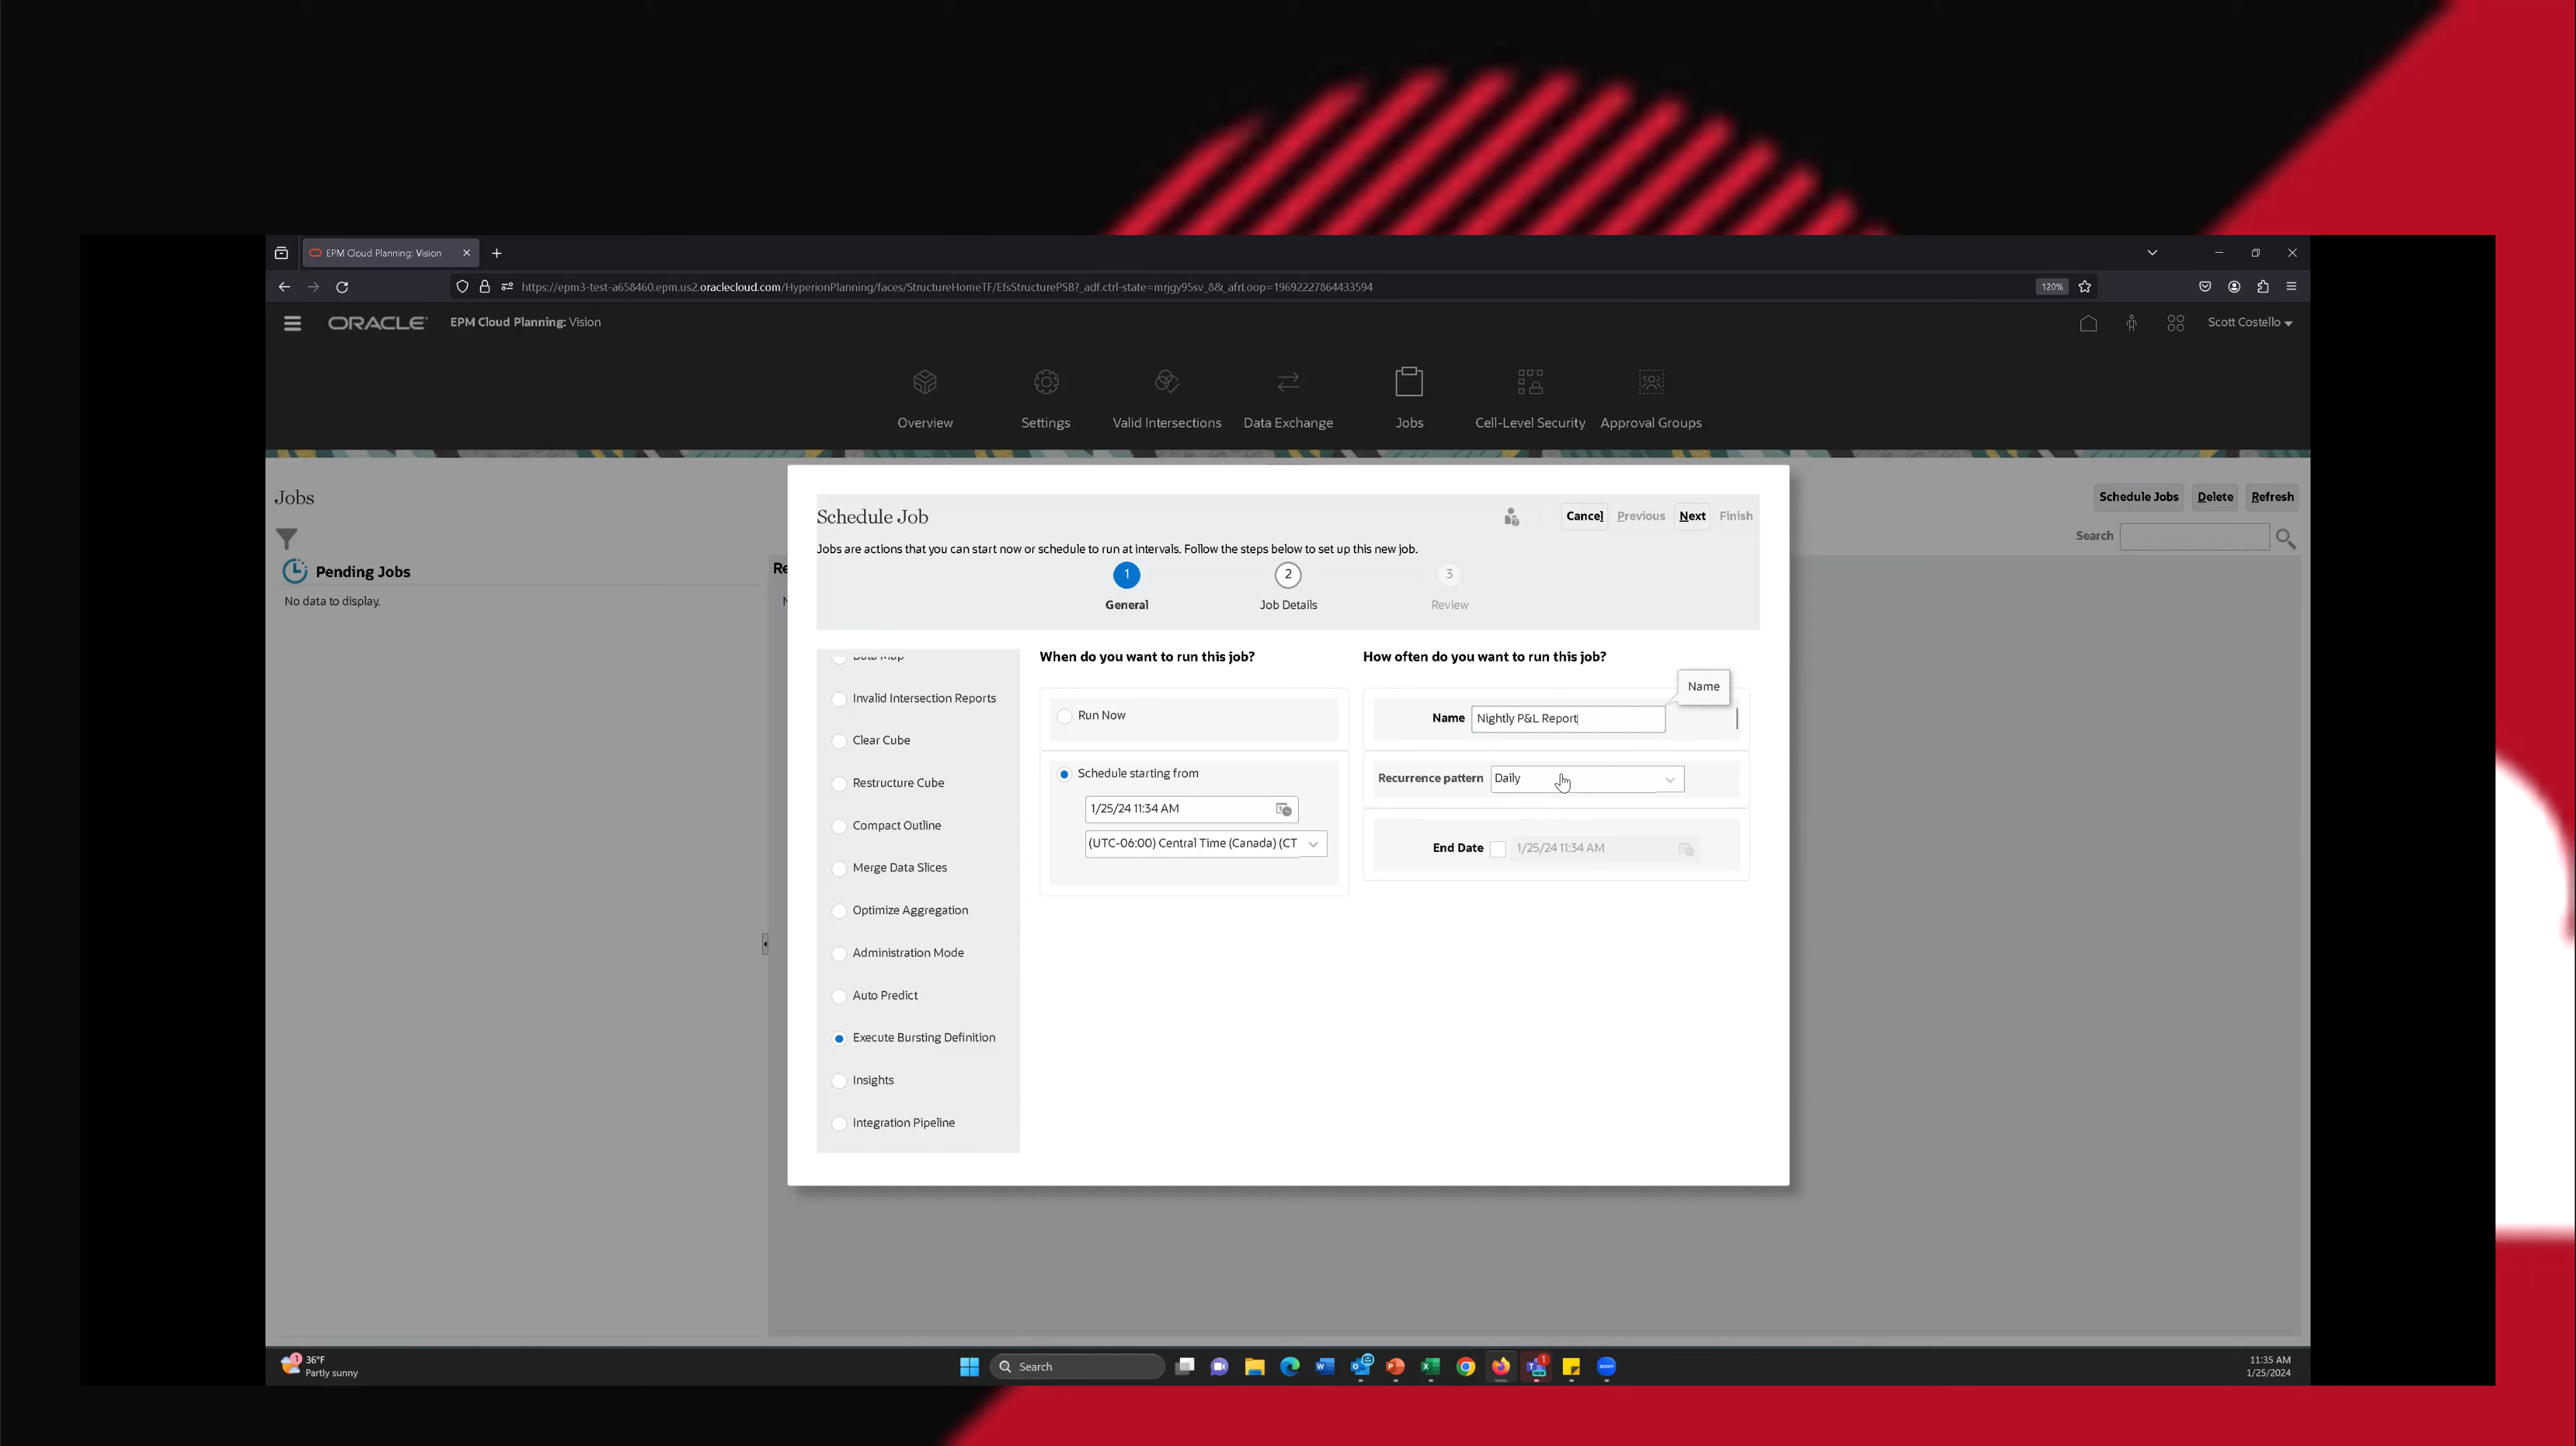 EPM Cloud Planning: Vision
https://epm3-test-a658460.epm.us2.oraclecloud.com/HyperionPlanning/faces/StructureHomeTF/EfsStructurePSB?_adf.ctrl-state=mrjgy95sv_8&_afrLoop=19692227864433594
120%
ORACLE
EPM Cloud Planning: Vision
Scott Costello
Overview
Settings
Valid Intersections
Data Exchange
Jobs
Cell-Level Security
Approval Groups
Jobs
Schedule Jobs
Delete
Refresh
Search
Pending Jobs
No data to display.
Schedule Job
Cancel
Previous
Next
Finish
Jobs are actions that you can start now or schedule to run at intervals. Follow the steps below to set up this new job.
1
2
3
General
Job Details
Review
Data Map
Invalid Intersection Reports
Clear Cube
Restructure Cube
Compact Outline
Merge Data Slices
Optimize Aggregation
Administration Mode
Auto Predict
Execute Bursting Definition
Insights
Integration Pipeline
When do you want to run this job?
Run Now
Schedule starting from
1/25/24 11:34 AM
(UTC-06:00) Central Time (Canada) (CT
How often do you want to run this job?
Name
Name
Nightly P&L Report
Recurrence pattern
Daily
End Date
1/25/24 11:34 AM
36°F
Partly sunny
Search
11:35 AM
1/25/2024